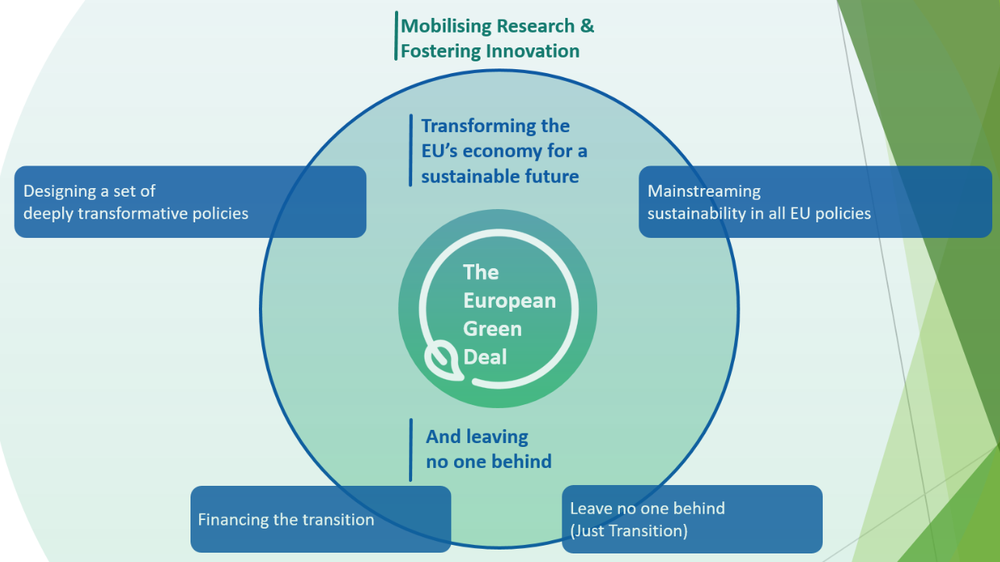 Mobilising Research &
Fostering Innovation
Transforming the
EU’s economy for a
sustainable future
Designing a set of
deeply transformative policies
Mainstreaming
sustainability in all EU policies
The
European
Green
Deal
And leaving
no one behind
Financing the transition
Leave no one behind
(Just Transition)